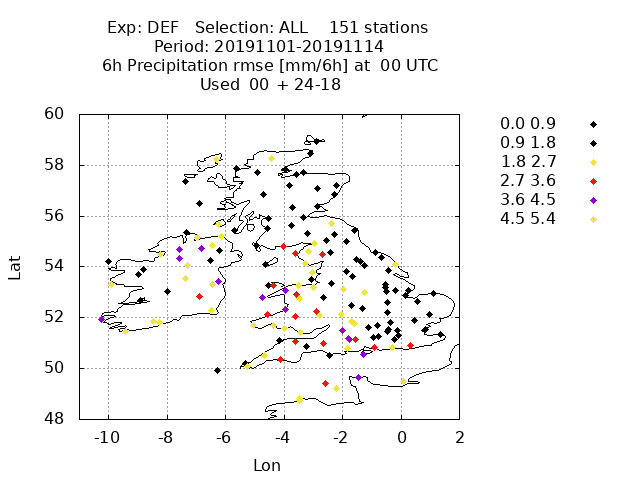 Exp: DEF   Selection: ALL    151 stations
Period: 20191101-20191114
6h Precipitation rmse [mm/6h] at  00 UTC
Used  00 + 24-18
60
58
56
54
52
50
48
-10 -8 -6 -4 -2 0 2
Lat
Lon
0.0 0.9
0.9 1.8
1.8 2.7
2.7 3.6
3.6 4.5
4.5 5.4